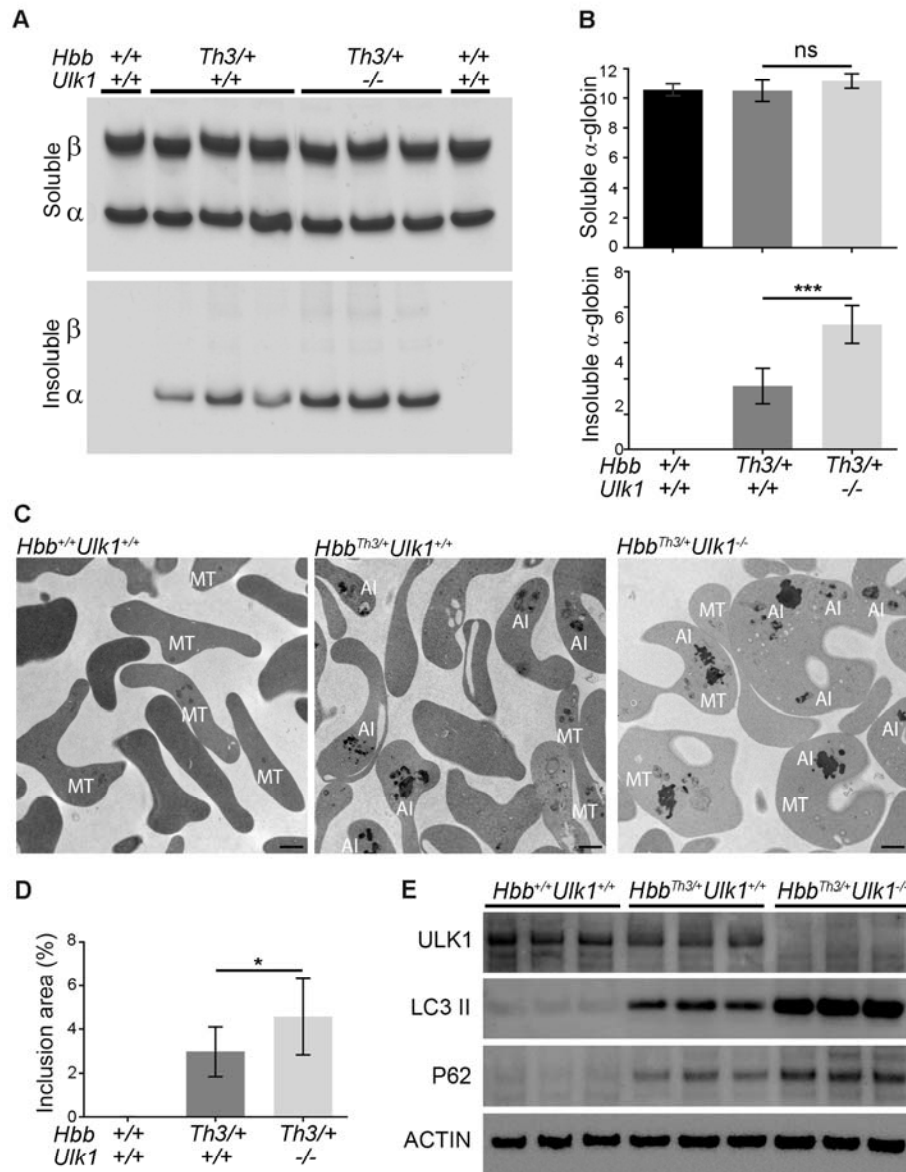 A
Hbb +/+ Th3/+ Th3/+ +/+
Ulk1 +/+ +/+ -/- +/+
Soluble
β
α
Insoluble
β
α
B
ns
Soluble α-globin
12
10
8
6
4
2
0
***
Insoluble α-globin
6
4
2
0
Hbb +/+ Th3/+ Th3/+
Ulk1 +/+ +/+ -/-
C
Hbb+/+Ulk1+/+
HbbTh3/+Ulk1+/+
HbbTh3/+Ulk1-/-
MT
MT
MT
MT
MT
AI
AI
AI
AI
AI
AI
MT
MT
MT
AI
AI
AI
AI
MT
AI
AI
MT
MT
D
Inclusion area (%)
8
6
4
2
0
*
Hbb +/+ Th3/+ Th3/+
Ulk1 +/+ +/+ -/-
E
Hbb+/+Ulk1+/+ HbbTh3/+Ulk1+/+ HbbTh3/+Ulk1-/-
ULK1
LC3 II
P62
ACTIN